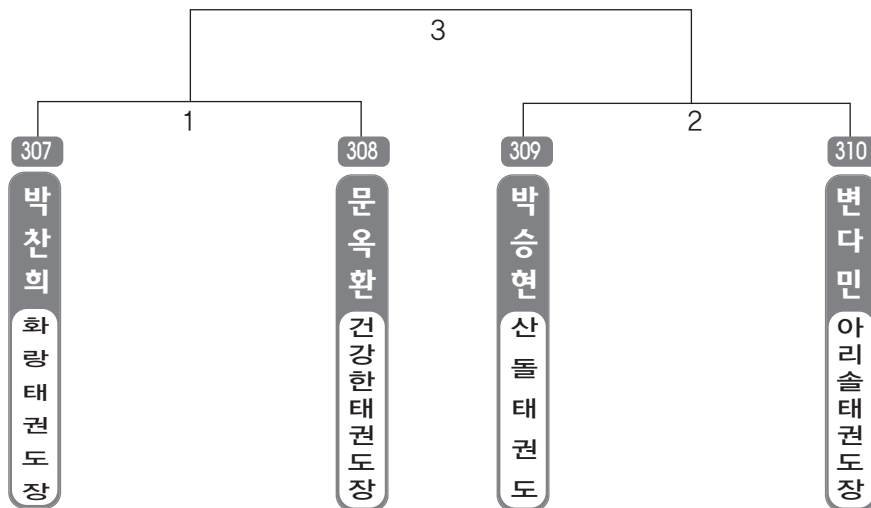 3
1
2
307
308
309
310
박찬희
문옥환
박승현
변다민
화랑태권도장
건강한태권도장
산돌태권도
아리솔태권도장